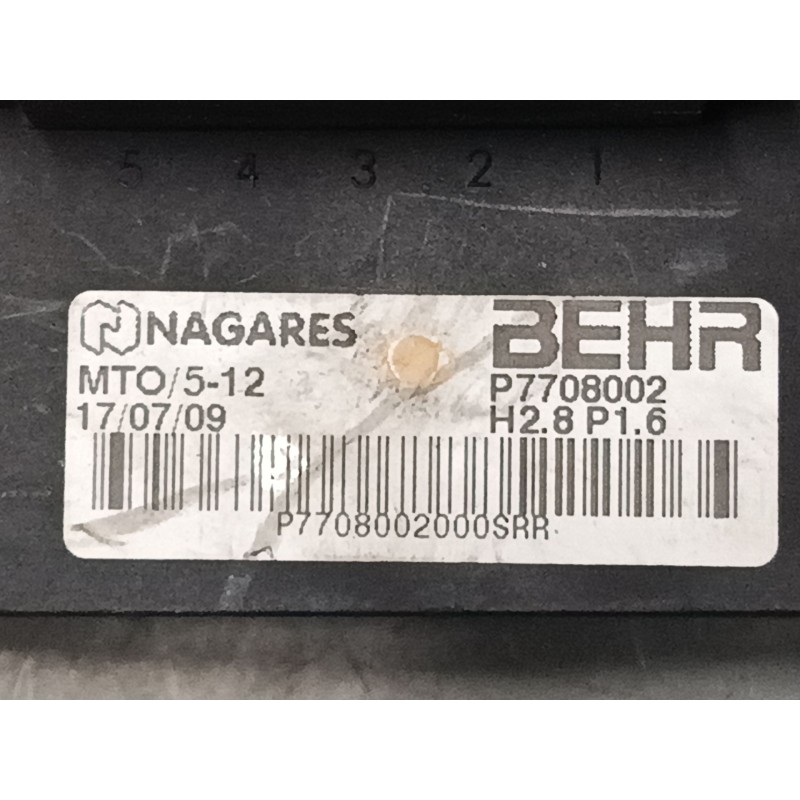 5 4 3 2 1
NAGARES BEHR
MTO/5-12 P7708002
17/07/09 H2.8 P1.6
P7708002000SRR